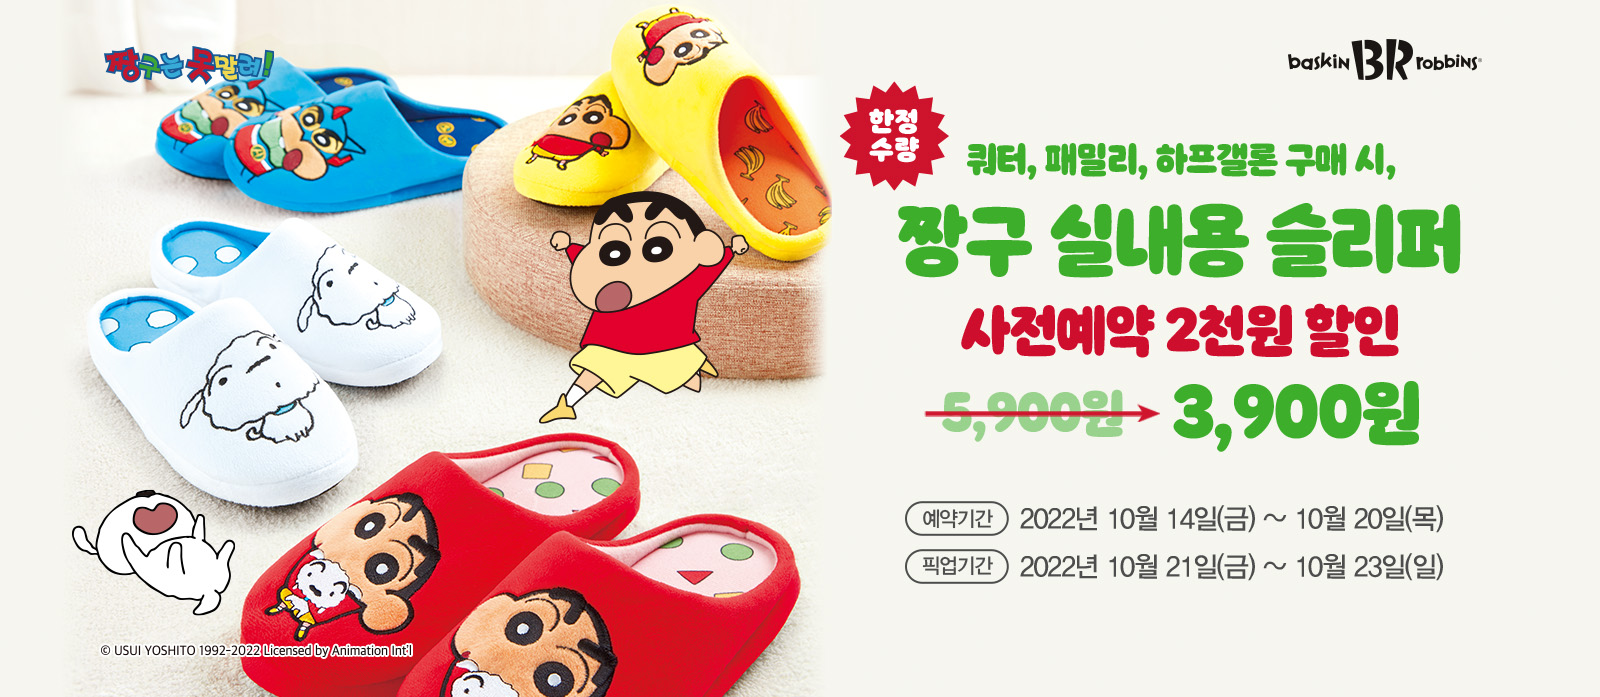 짱구는 못말려!
baskin BR robbins
한정
수량
쿼터, 패밀리, 하프갤론 구매 시,
짱구 실내용 슬리퍼
사전예약 2천원 할인
5,900원 3,900원
예약기간 2022년 10월 14일(금) ~ 10월 20일(목)
픽업기간 2022년 10월 21일(금) ~ 10월 23일(일)
© USUI YOSHITO 1992-2022 Licensed by Animation Int'l